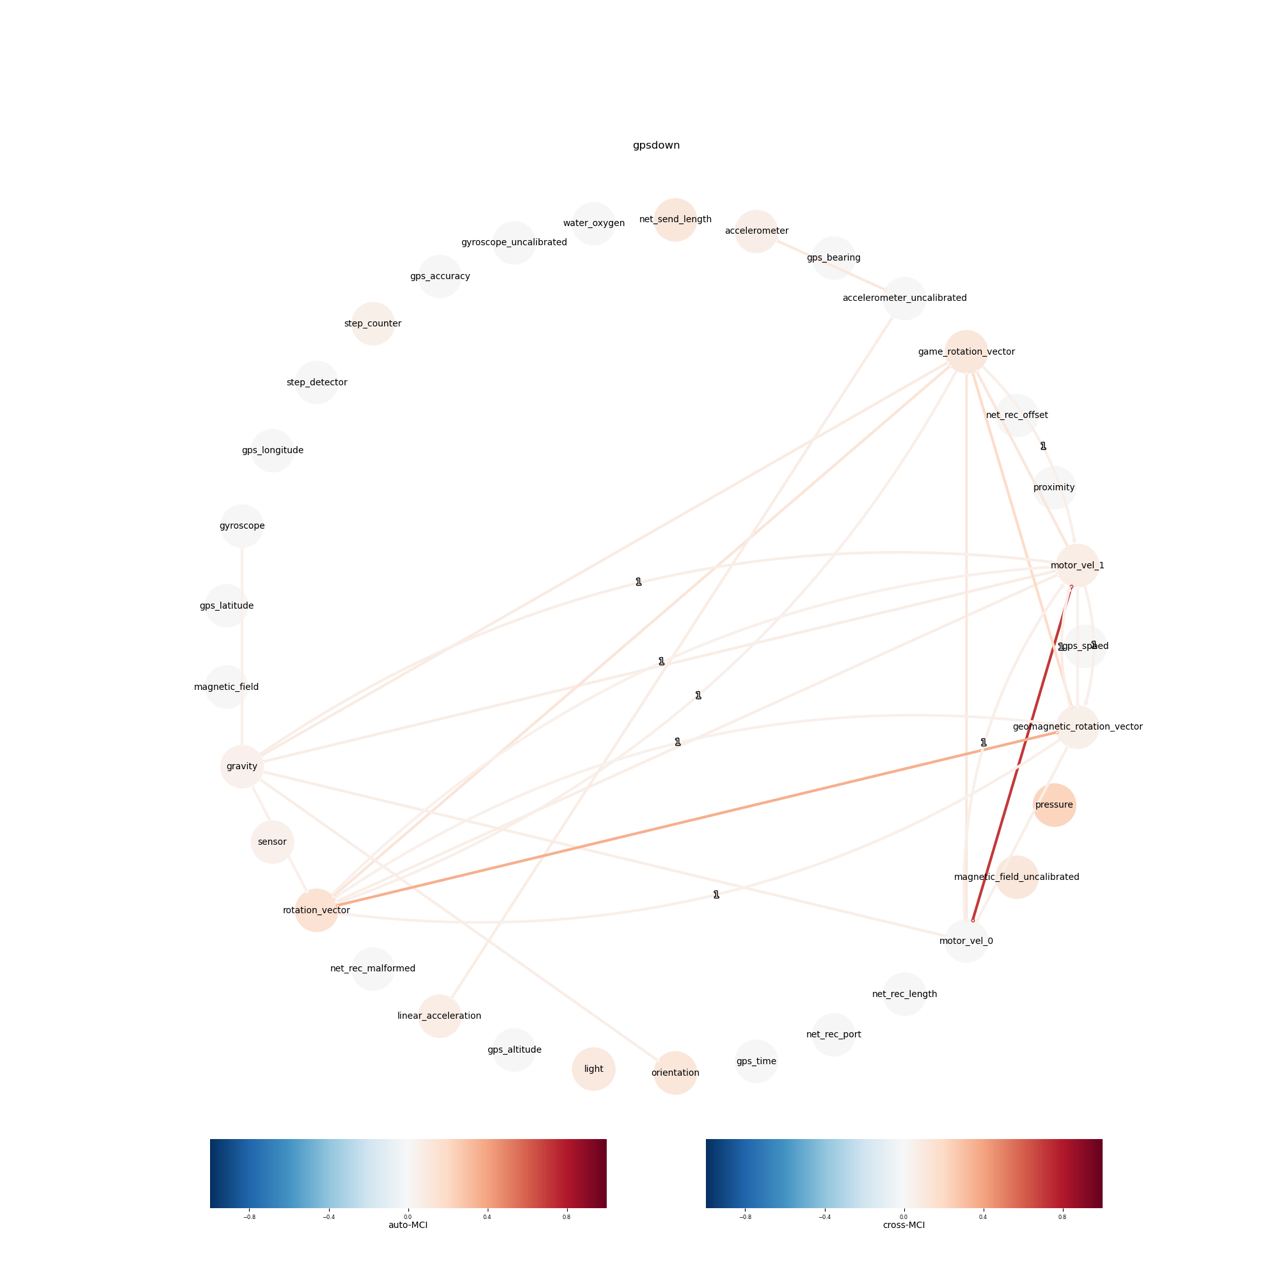 gpsdown
net_send_length
water_oxygen
accelerometer
gyroscope_uncalibrated
gps_bearing
gps_accuracy
accelerometer_uncalibrated
step_counter
game_rotation_vector
step_detector
net_rec_offset
1
gps_longitude
proximity
gyroscope
motor_vel_1
1
gps_latitude
1
gps_speed
1
1
magnetic_field
1
geomagnetic_rotation_vector
1
1
gravity
pressure
sensor
magnetic_field_uncalibrated
1
rotation_vector
motor_vel_0
net_rec_malformed
net_rec_length
linear_acceleration
net_rec_port
gps_altitude
gps_time
light
orientation
−0.8 −0.4 0.0 0.4 0.8
auto-MCI
−0.8 −0.4 0.0 0.4 0.8
cross-MCI